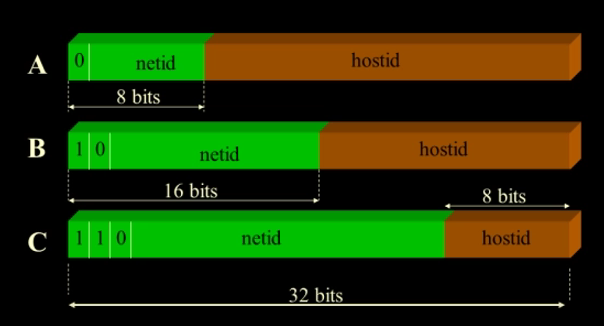 A 0 netid hostid
8 bits
B 1 0 netid hostid
16 bits 8 bits
C 1 1 0 netid hostid
32 bits